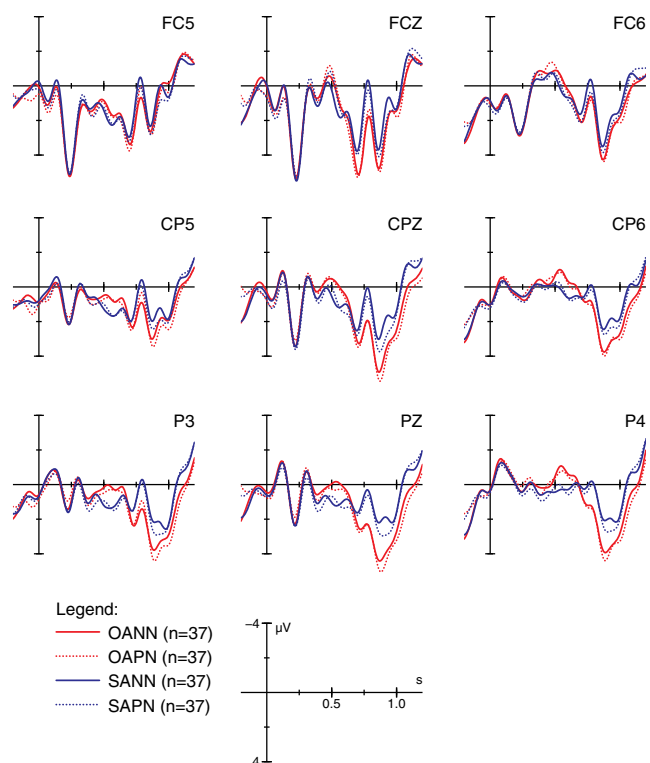 FC5 FCZ FC6
CP5 CPZ CP6
P3 PZ P4
Legend:
OANN (n=37)
OAPN (n=37)
SANN (n=37)
SAPN (n=37)
−4 µV
s
0.5 1.0
4